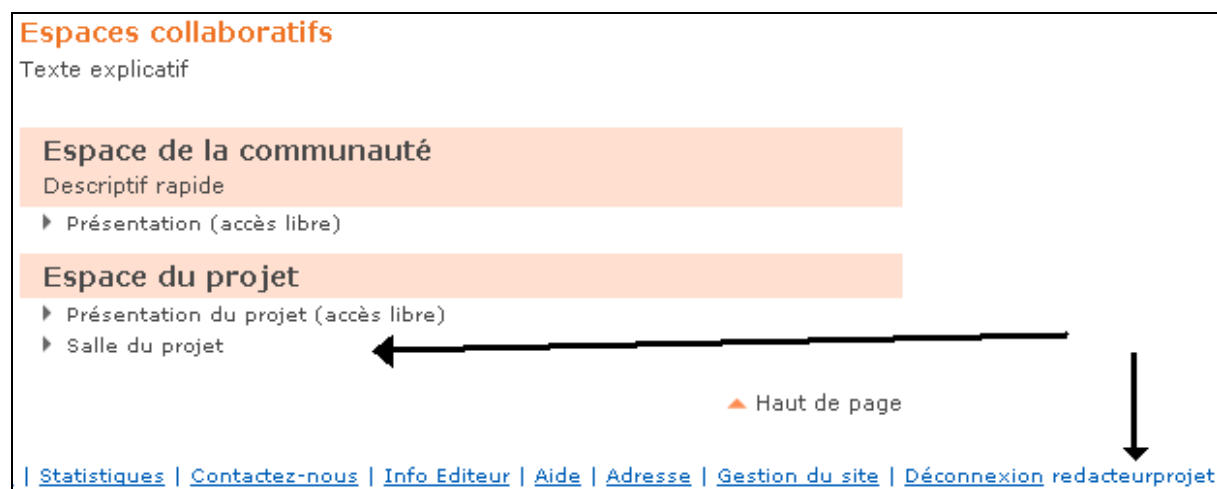 Espaces collaboratifs
Texte explicatif
Espace de la communauté
Descriptif rapide
Présentation (accès libre)
Espace du projet
Présentation du projet (accès libre)
Salle du projet
Haut de page
| Statistiques | Contactez-nous | Info Editeur | Aide | Adresse | Gestion du site | Déconnexion redacteurprojet